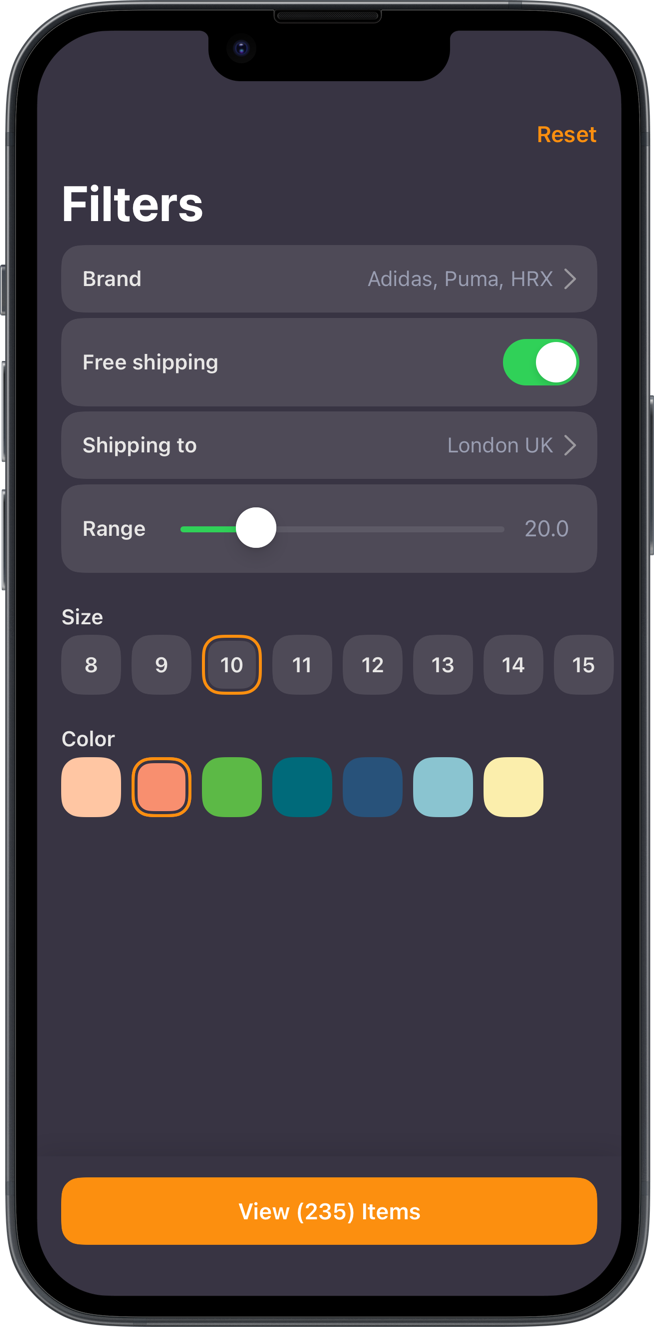 Reset
Filters
Brand Adidas, Puma, HRX
Free shipping
Shipping to London UK
Range 20.0
Size
8 9 10 11 12 13 14 15
Color
View (235) Items